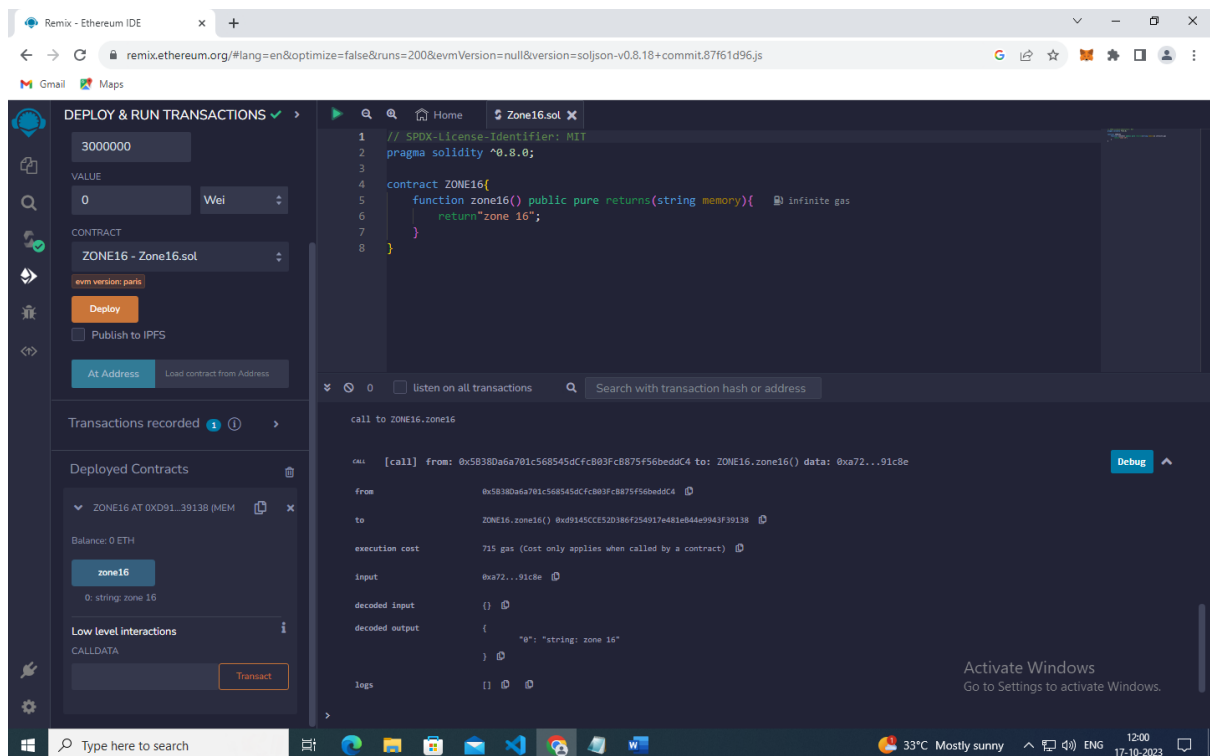 Remix - Ethereum IDE
remix.ethereum.org/#lang=en&optimize=false&runs=200&evmVersion=null&version=soljson-v0.8.18+commit.87f61d96.js
Gmail Maps
DEPLOY & RUN TRANSACTIONS
3000000
VALUE
0 Wei
CONTRACT
ZONE16 - Zone16.sol
evm version: paris
Deploy
Publish to IPFS
At Address Load contract from Address
Transactions recorded 1
Deployed Contracts
ZONE16 AT 0XD91...39138 (MEM
Balance: 0 ETH
zone16
0: string: zone 16
Low level interactions
CALLDATA
Transact
Home Zone16.sol
1 // SPDX-License-Identifier: MIT
2 pragma solidity ^0.8.0;
3
4 contract ZONE16{
5 function zone16() public pure returns(string memory){ infinite gas
6 return"zone 16";
7 }
8 }
0 listen on all transactions Search with transaction hash or address
call to ZONE16.zone16
CALL [call] from: 0x5B38Da6a701c568545dCfcB03FcB875f56beddC4 to: ZONE16.zone16() data: 0xa72...91c8e Debug
from 0x5B38Da6a701c568545dCfcB03FcB875f56beddC4
to ZONE16.zone16() 0xd9145CCE52D386f254917e481eB44e9943F39138
execution cost 715 gas (Cost only applies when called by a contract)
input 0xa72...91c8e
decoded input {}
decoded output {
"0": "string: zone 16"
}
logs []
>
Activate Windows
Go to Settings to activate Windows.
Type here to search
33°C Mostly sunny ENG 12:00
17-10-2023